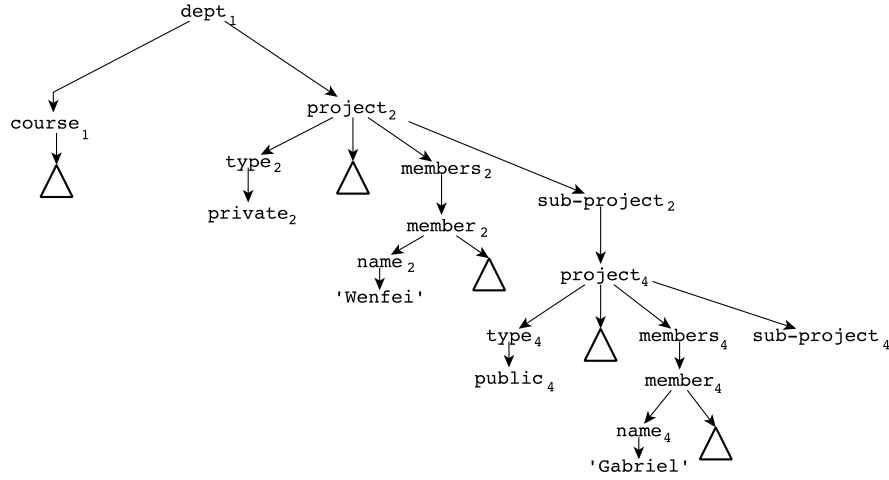 dept1
project2
course1
type2
members2
private2
sub-project2
member2
name2
'Wenfei'
project4
type4
members4
sub-project4
public4
member4
name4
'Gabriel'